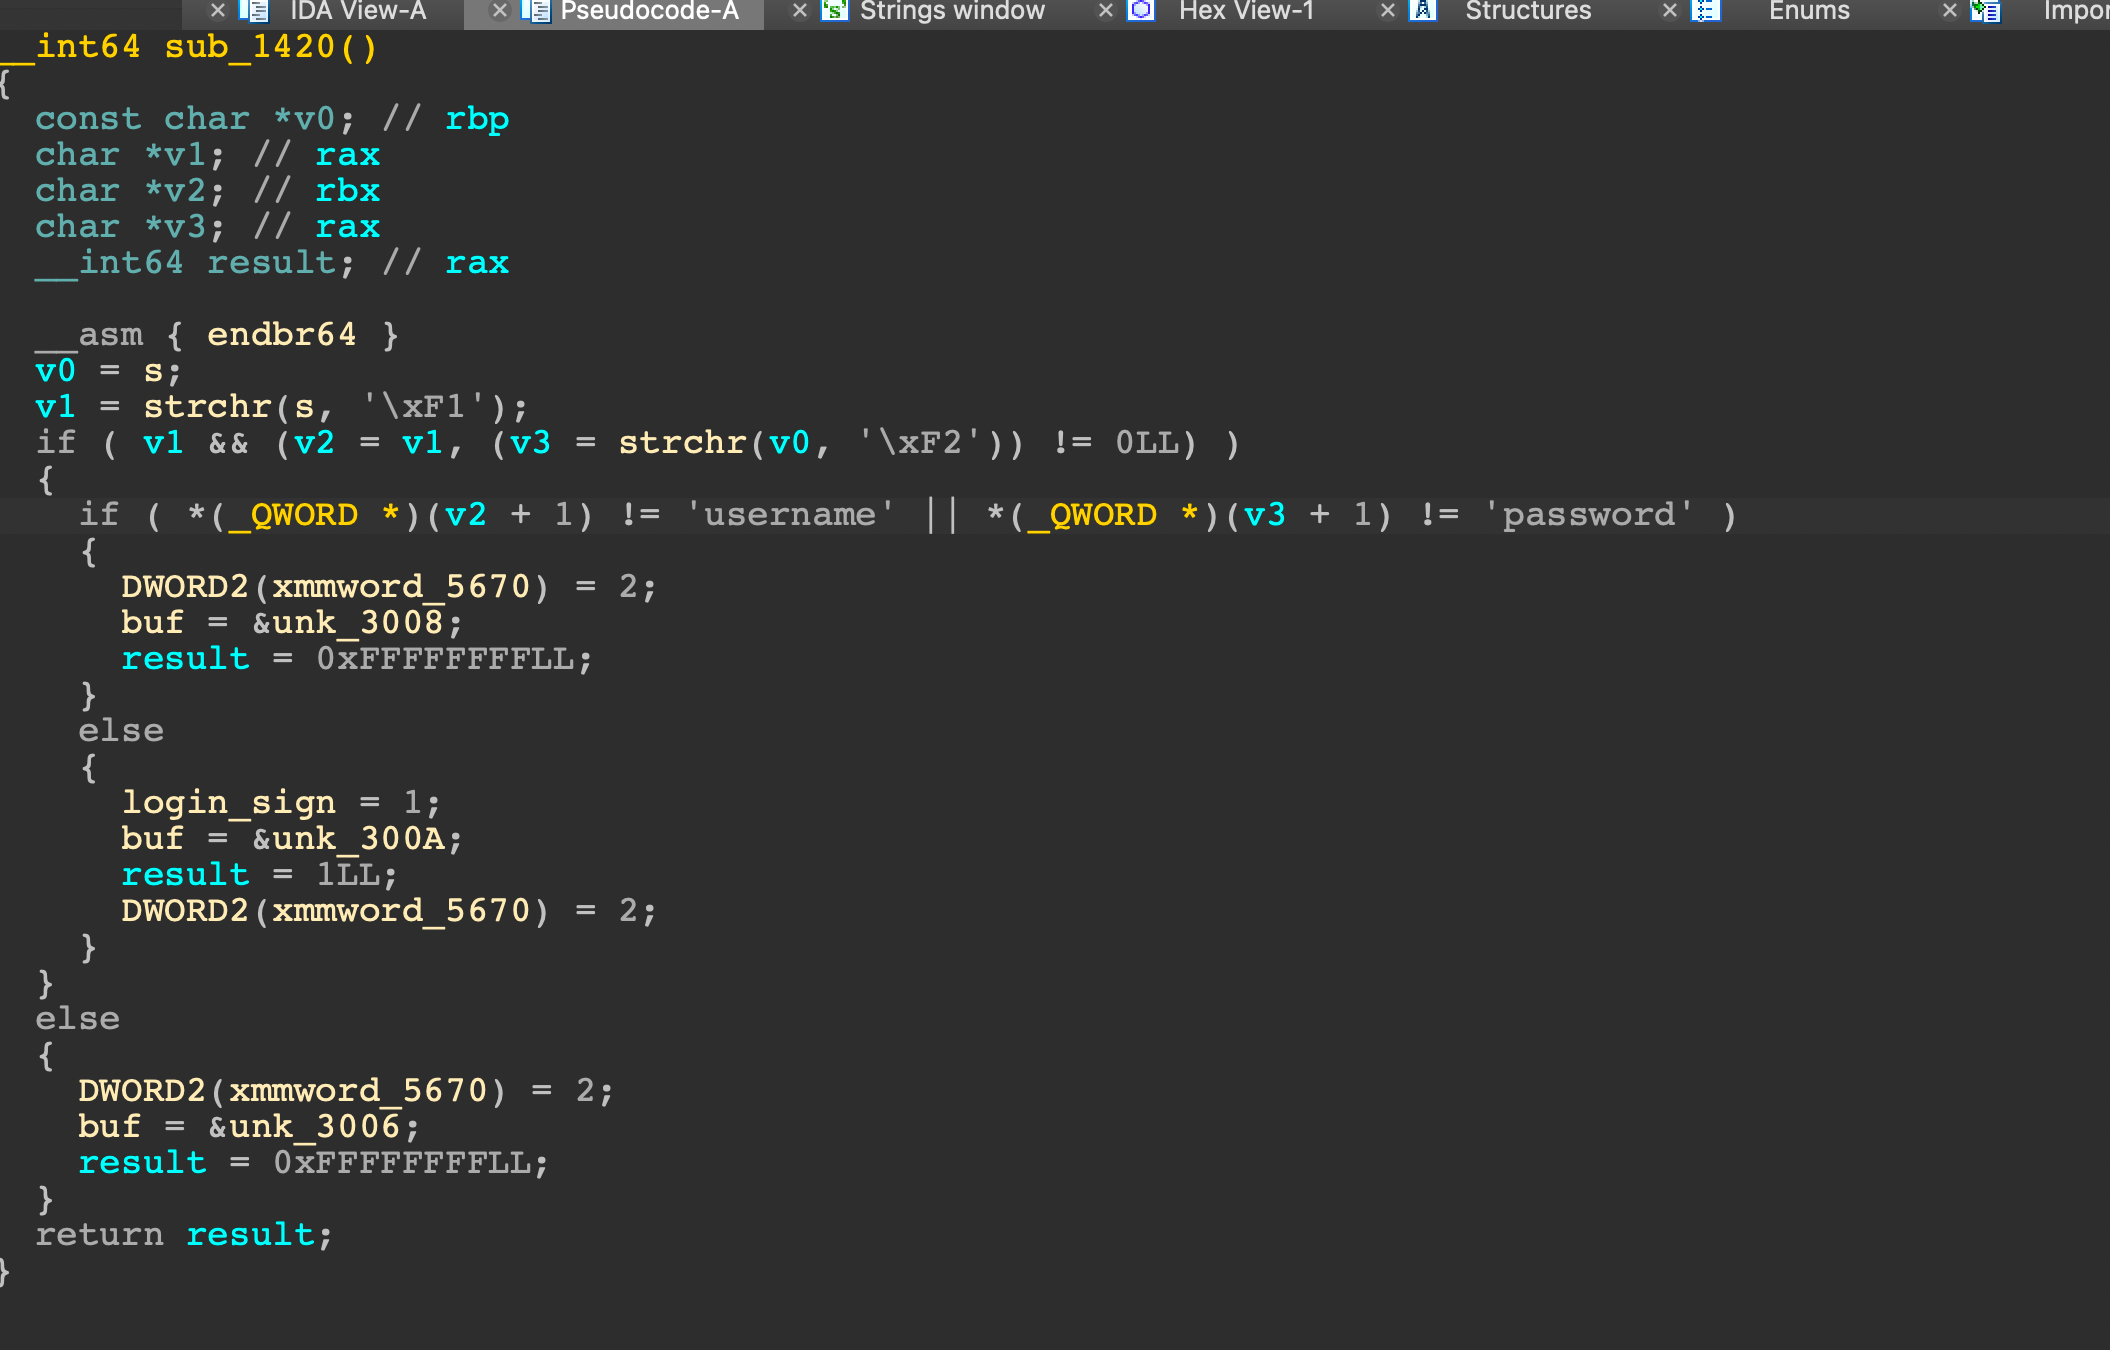 IDA View-A Pseudocode-A Strings window Hex View-1 Structures Enums
__int64 sub_1420()
{
const char *v0; // rbp
char *v1; // rax
char *v2; // rbx
char *v3; // rax
__int64 result; // rax
__asm { endbr64 }
v0 = s;
v1 = strchr(s, '\xF1');
if ( v1 && (v2 = v1, (v3 = strchr(v0, '\xF2')) != 0LL) )
{
if ( *(_QWORD *)(v2 + 1) != 'username' || *(_QWORD *)(v3 + 1) != 'password' )
{
DWORD2(xmmword_5670) = 2;
buf = &unk_3008;
result = 0xFFFFFFFFLL;
}
else
{
login_sign = 1;
buf = &unk_300A;
result = 1LL;
DWORD2(xmmword_5670) = 2;
}
}
else
{
DWORD2(xmmword_5670) = 2;
buf = &unk_3006;
result = 0xFFFFFFFFLL;
}
return result;
}